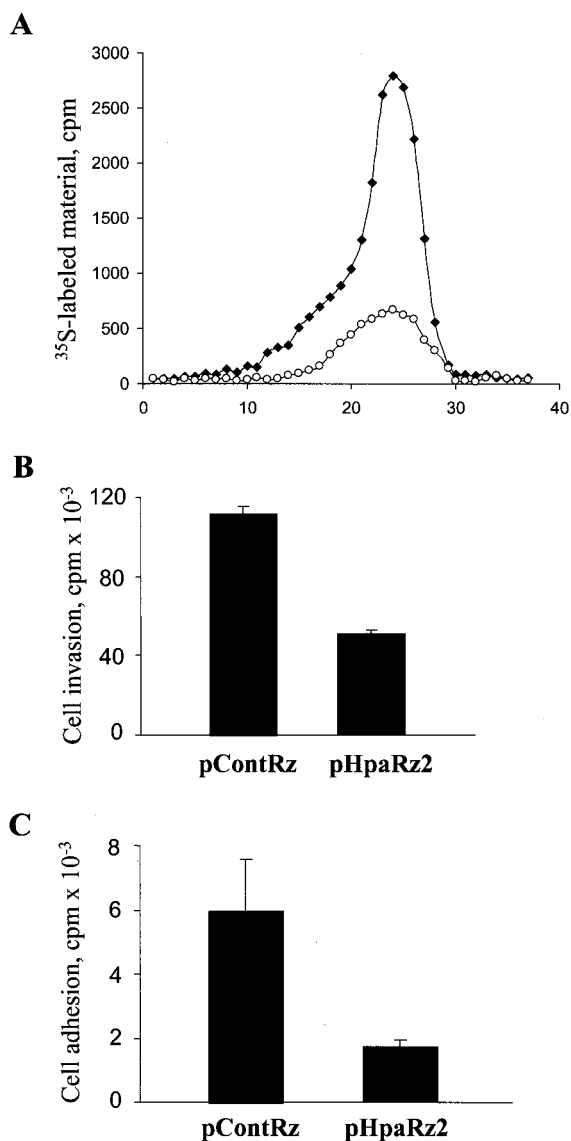 A
3000
2500
2000
1500
1000
500
0
³⁵S-labeled material, cpm
0 10 20 30 40
B
120
80
40
0
Cell invasion, cpm x 10⁻³
pContRz pHpaRz2
C
8
6
4
2
0
Cell adhesion, cpm x 10⁻³
pContRz pHpaRz2